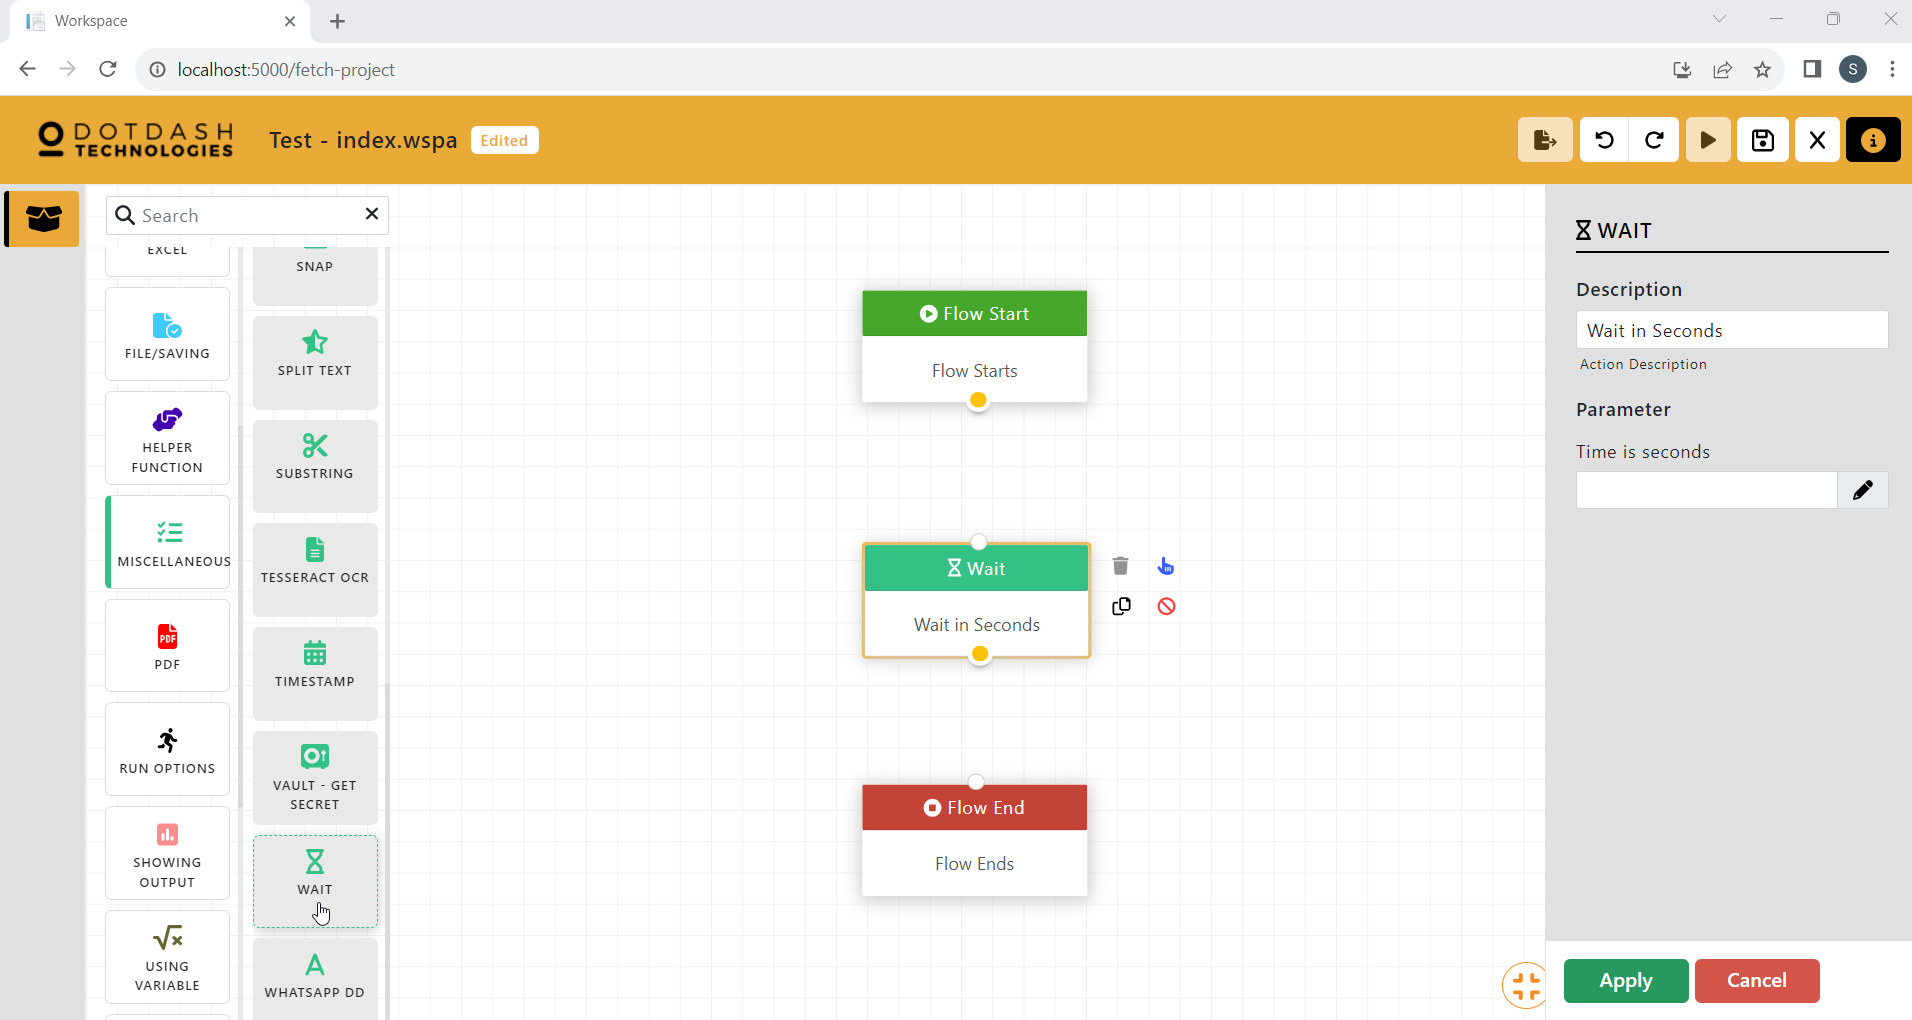 Workspace
localhost:5000/fetch-project
S
DOTDASH
TECHNOLOGIES
Test - index.wspa
Edited
Search
EXCEL
FILE/SAVING
HELPER
FUNCTION
MISCELLANEOUS
PDF
PDF
RUN OPTIONS
SHOWING
OUTPUT
USING
VARIABLE
SNAP
SPLIT TEXT
SUBSTRING
TESSERACT OCR
TIMESTAMP
VAULT - GET
SECRET
WAIT
WHATSAPP DD
Flow Start
Flow Starts
Wait
Wait in Seconds
Flow End
Flow Ends
WAIT
Description
Wait in Seconds
Action Description
Parameter
Time is seconds
Apply
Cancel